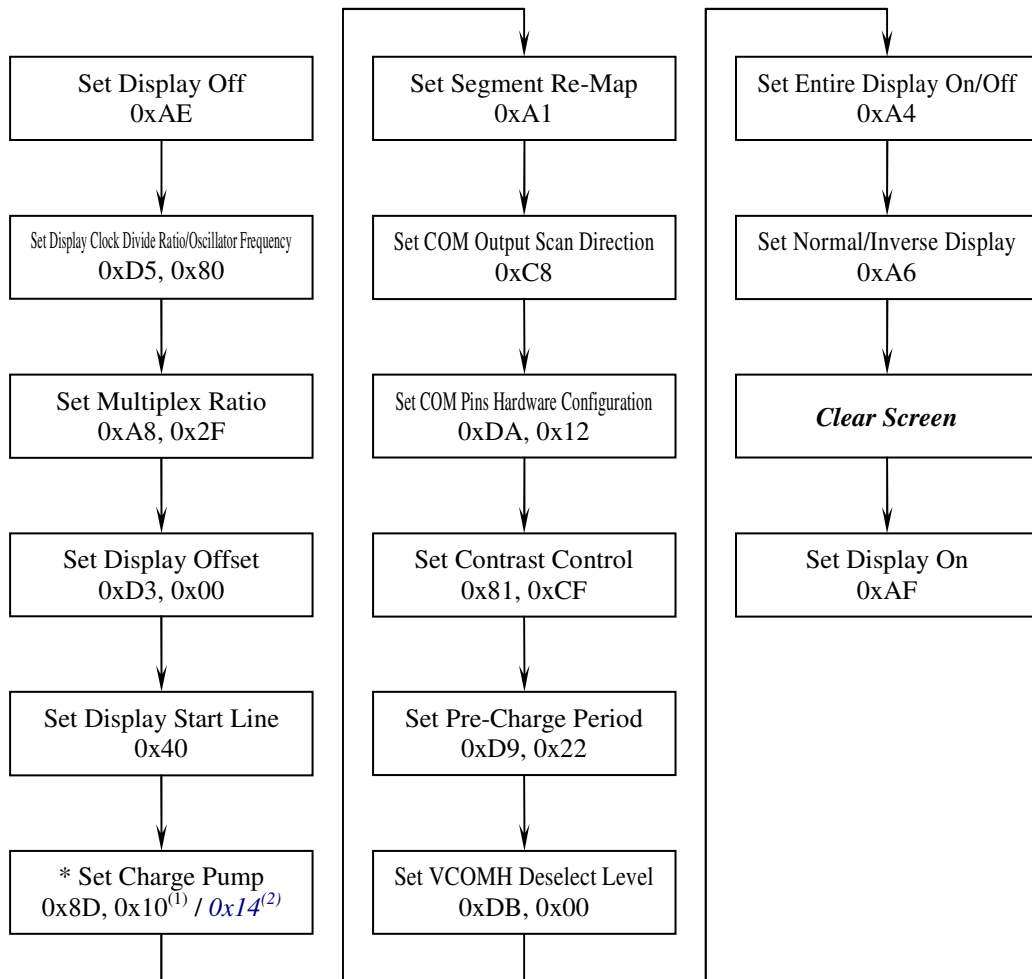 Set Display Off
0xAE
Set Display Clock Divide Ratio/Oscillator Frequency
0xD5, 0x80
Set Multiplex Ratio
0xA8, 0x2F
Set Display Offset
0xD3, 0x00
Set Display Start Line
0x40
* Set Charge Pump
0x8D, 0x10(1) / 0x14(2)
Set Segment Re-Map
0xA1
Set COM Output Scan Direction
0xC8
Set COM Pins Hardware Configuration
0xDA, 0x12
Set Contrast Control
0x81, 0xCF
Set Pre-Charge Period
0xD9, 0x22
Set VCOMH Deselect Level
0xDB, 0x00
Set Entire Display On/Off
0xA4
Set Normal/Inverse Display
0xA6
Clear Screen
Set Display On
0xAF